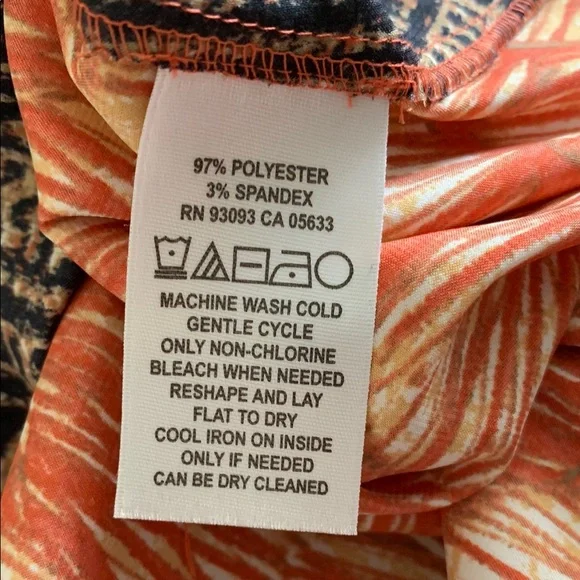 97% POLYESTER
3% SPANDEX
RN 93093 CA 05633
MACHINE WASH COLD
GENTLE CYCLE
ONLY NON-CHLORINE
BLEACH WHEN NEEDED
RESHAPE AND LAY
FLAT TO DRY
COOL IRON ON INSIDE
ONLY IF NEEDED
CAN BE DRY CLEANED